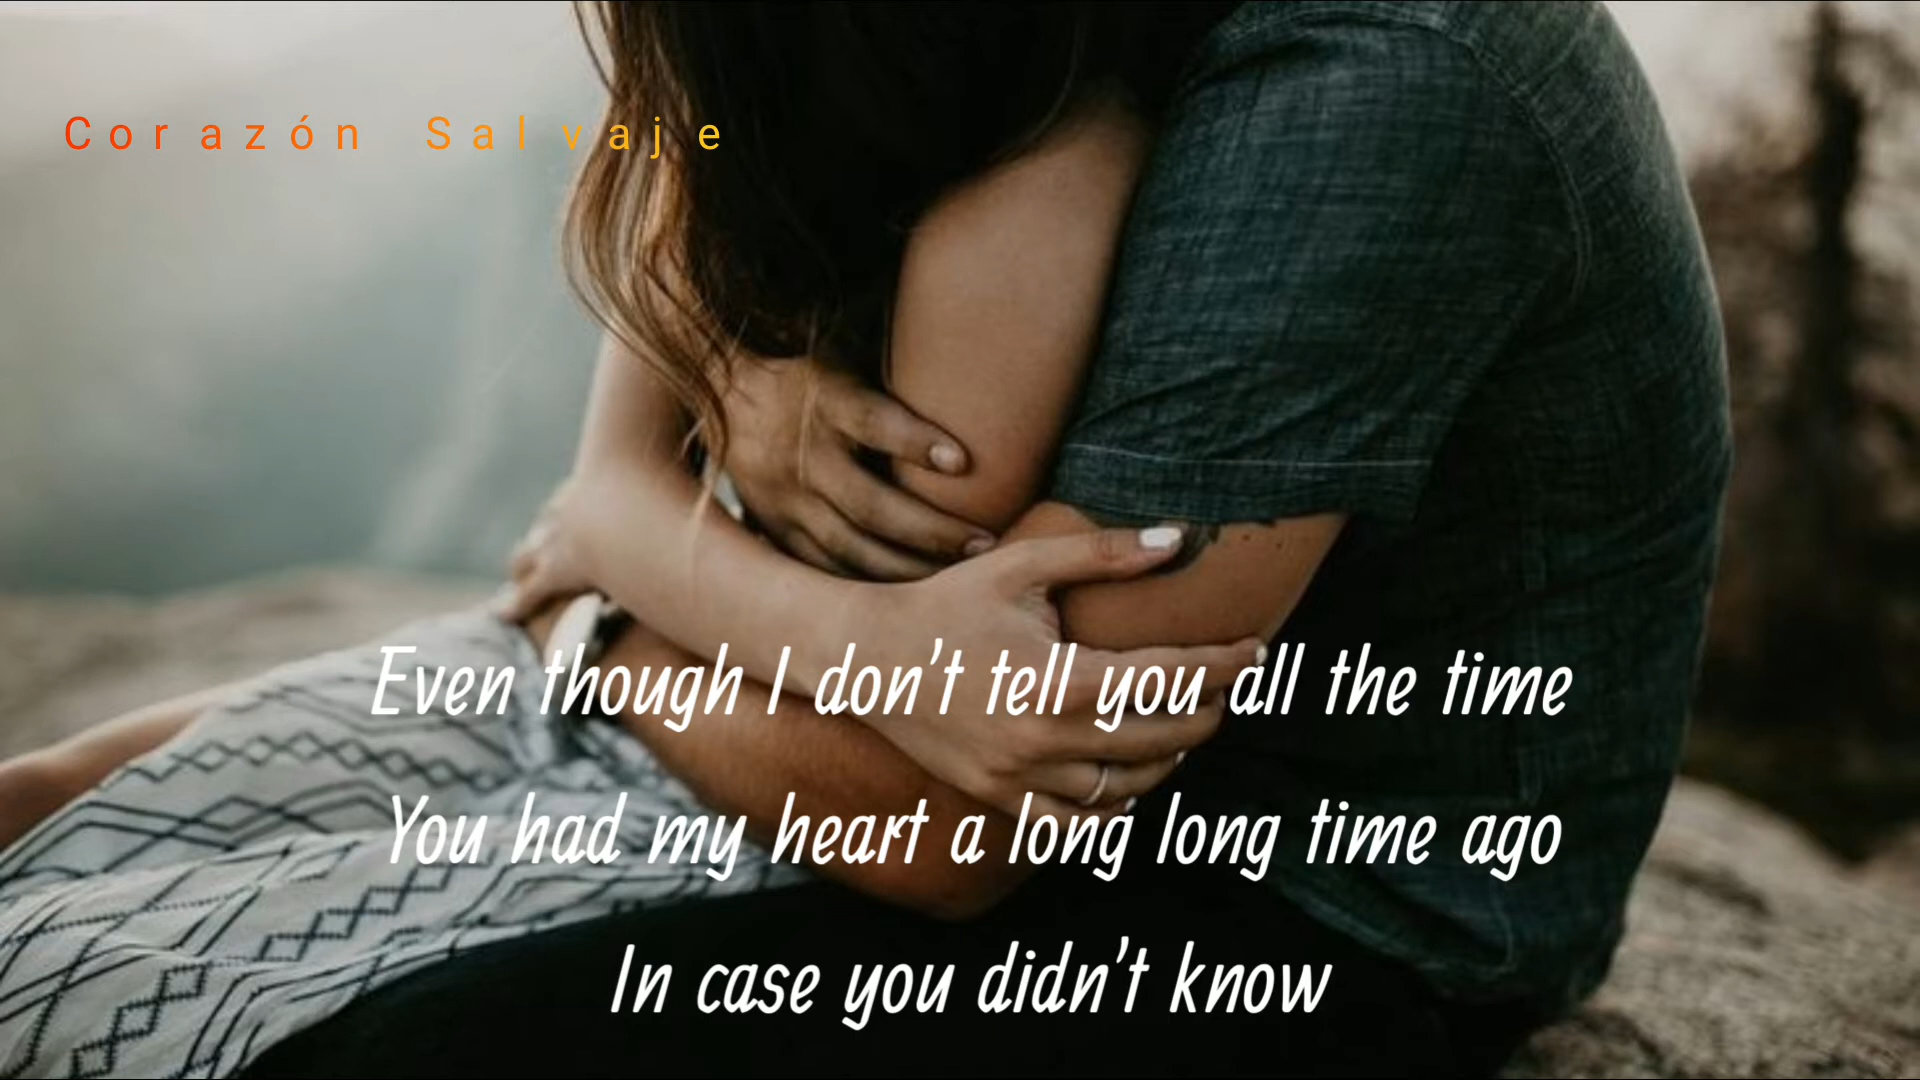 Corazón Salvaje
Even though I don't tell you all the time
You had my heart a long long time ago
In case you didn't know